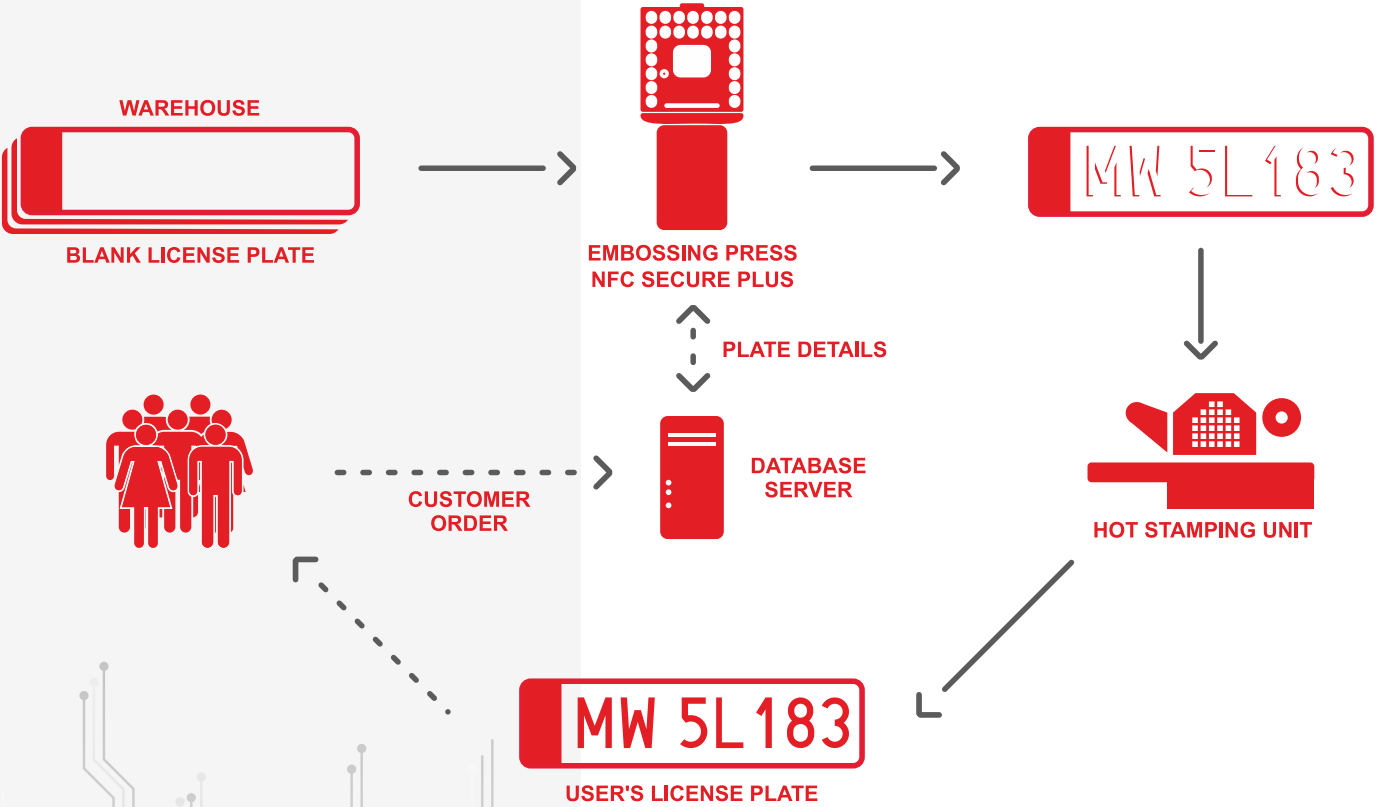 WAREHOUSE
BLANK LICENSE PLATE
EMBOSSING PRESS
NFC SECURE PLUS
MW 5L183
PLATE DETAILS
CUSTOMER
ORDER
DATABASE
SERVER
HOT STAMPING UNIT
MW 5L183
USER'S LICENSE PLATE